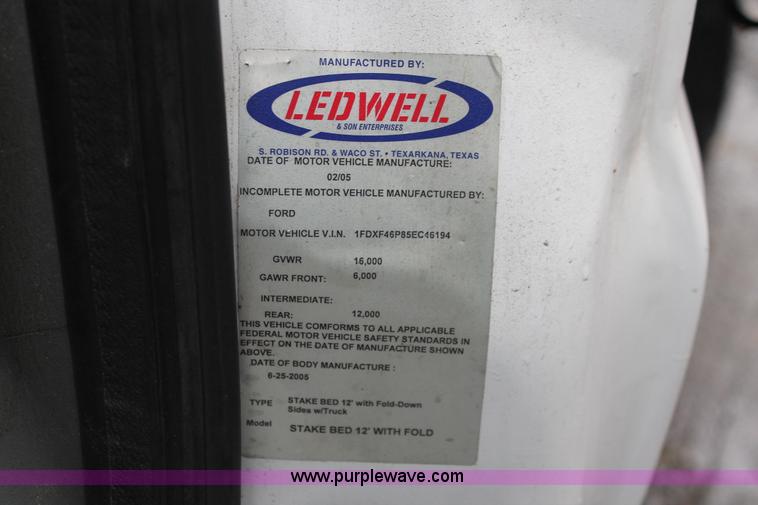 MANUFACTURED BY:
LEDWELL
& SON ENTERPRISES
S. ROBISON RD. & WACO ST. • TEXARKANA, TEXAS
DATE OF MOTOR VEHICLE MANUFACTURE:
02/05
INCOMPLETE MOTOR VEHICLE MANUFACTURED BY:
FORD
MOTOR VEHICLE V.I.N. 1FDXF46P85EC46194
GVWR 16,000
GAWR FRONT: 6,000
INTERMEDIATE:
REAR: 12,000
THIS VEHICLE COMFORMS TO ALL APPLICABLE
FEDERAL MOTOR VEHICLE SAFETY STANDARDS IN
EFFECT ON THE DATE OF MANUFACTURE SHOWN
ABOVE.
DATE OF BODY MANUFACTURE :
6-25-2005
TYPE STAKE BED 12' with Fold-Down
Sides w/Truck
Model STAKE BED 12' WITH FOLD
www.purplewave.com